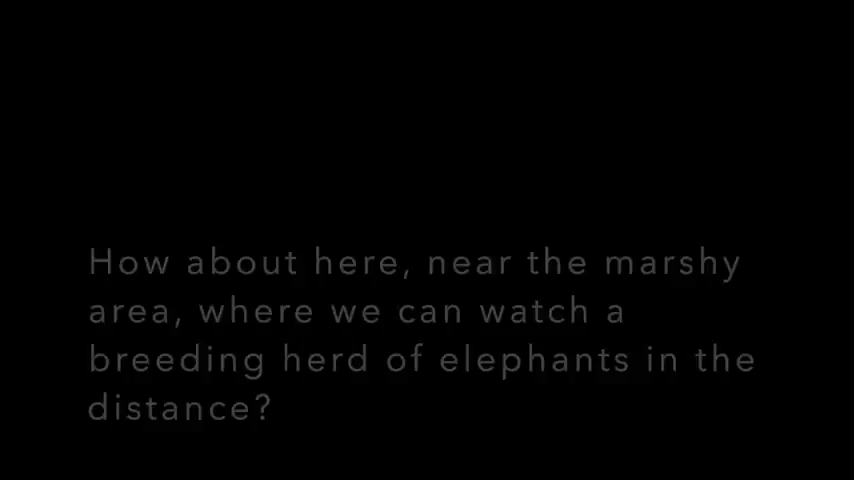 How about here, near the marshy
area, where we can watch a
breeding herd of elephants in the
distance?